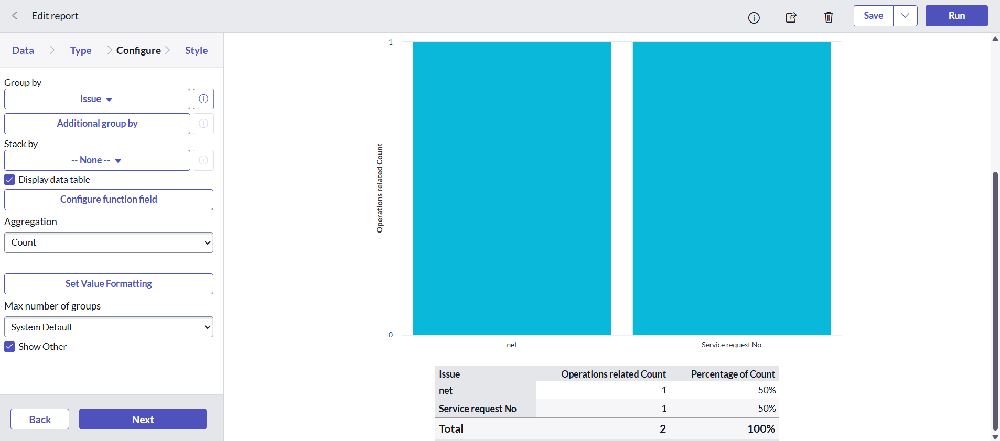 Edit report
Save
Run
Data
Type
Configure
Style
Group by
Issue
Additional group by
Stack by
-- None --
Display data table
Configure function field
Aggregation
Count
Set Value Formatting
Max number of groups
System Default
Show Other
Back
Next
1
Operations related Count
0
net
Service request No
Issue Operations related Count Percentage of Count
net 1 50%
Service request No 1 50%
Total 2 100%